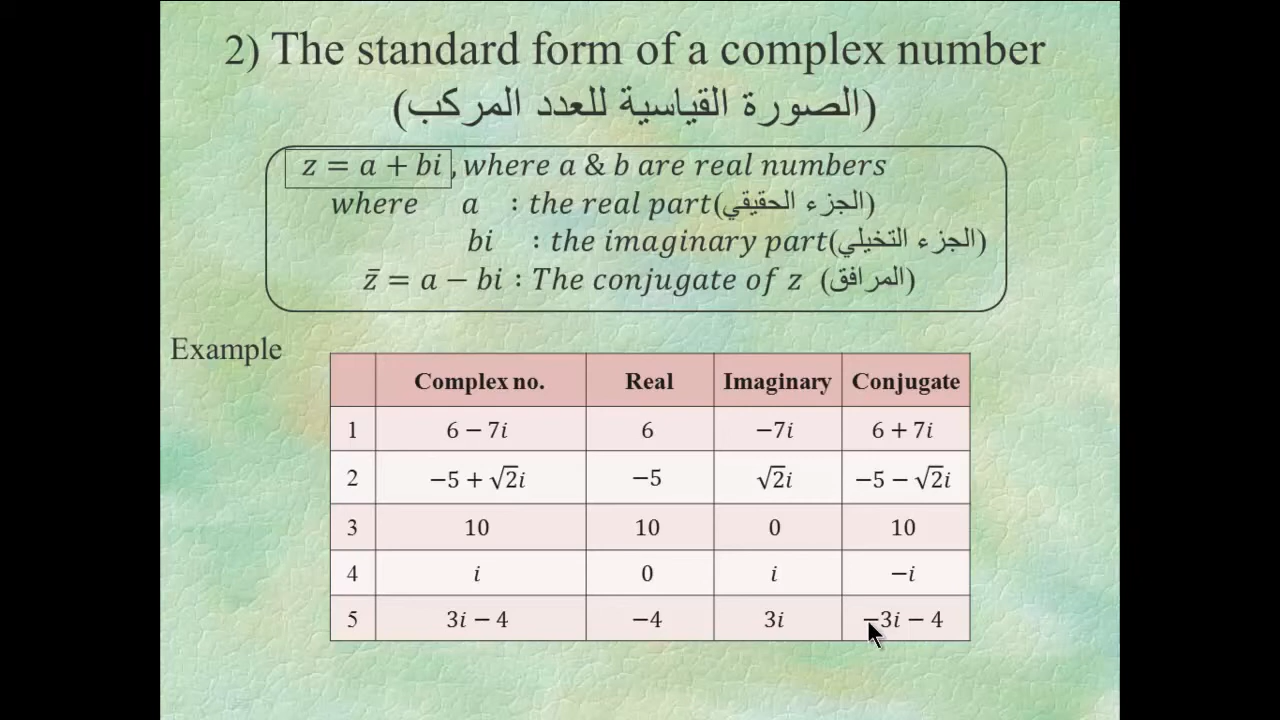 2) The standard form of a complex number
(الصورة القياسية للعدد المركب)
z = a + bi , where a & b are real numbers
where a : the real part(الجزء الحقيقي)
bi : the imaginary part(الجزء التخيلي)
z̄ = a − bi : The conjugate of z (المرافق)
Example
Complex no. Real Imaginary Conjugate
1 6 − 7i 6 −7i 6 + 7i
2 −5 + √2i −5 √2i −5 − √2i
3 10 10 0 10
4 i 0 i −i
5 3i − 4 −4 3i −3i − 4